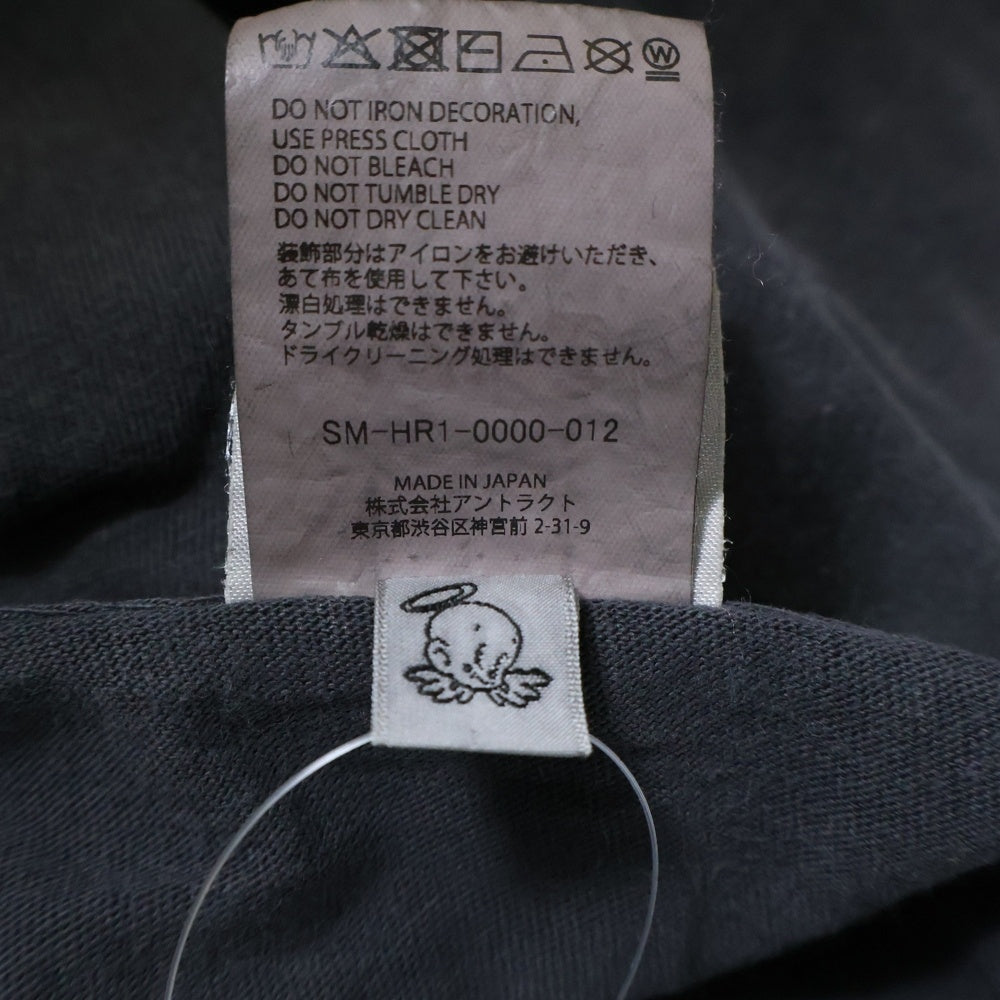 W
DO NOT IRON DECORATION,
USE PRESS CLOTH
DO NOT BLEACH
DO NOT TUMBLE DRY
DO NOT DRY CLEAN
装飾部分はアイロンをお避けいただき、
あて布を使用して下さい。
漂白処理はできません。
タンブル乾燥はできません。
ドライクリーニング処理はできません。
SM-HR1-0000-012
MADE IN JAPAN
株式会社アントラクト
東京都渋谷区神宮前 2-31-9